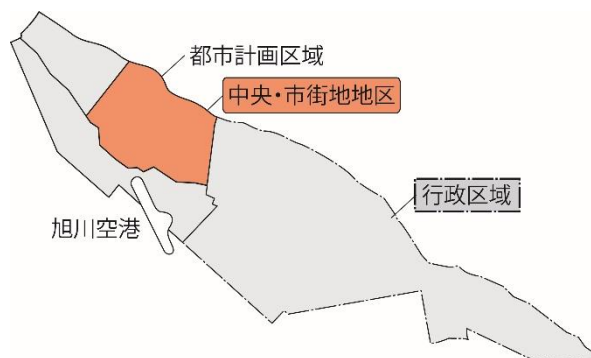 都市計画区域
中央・市街地地区
行政区域
旭川空港